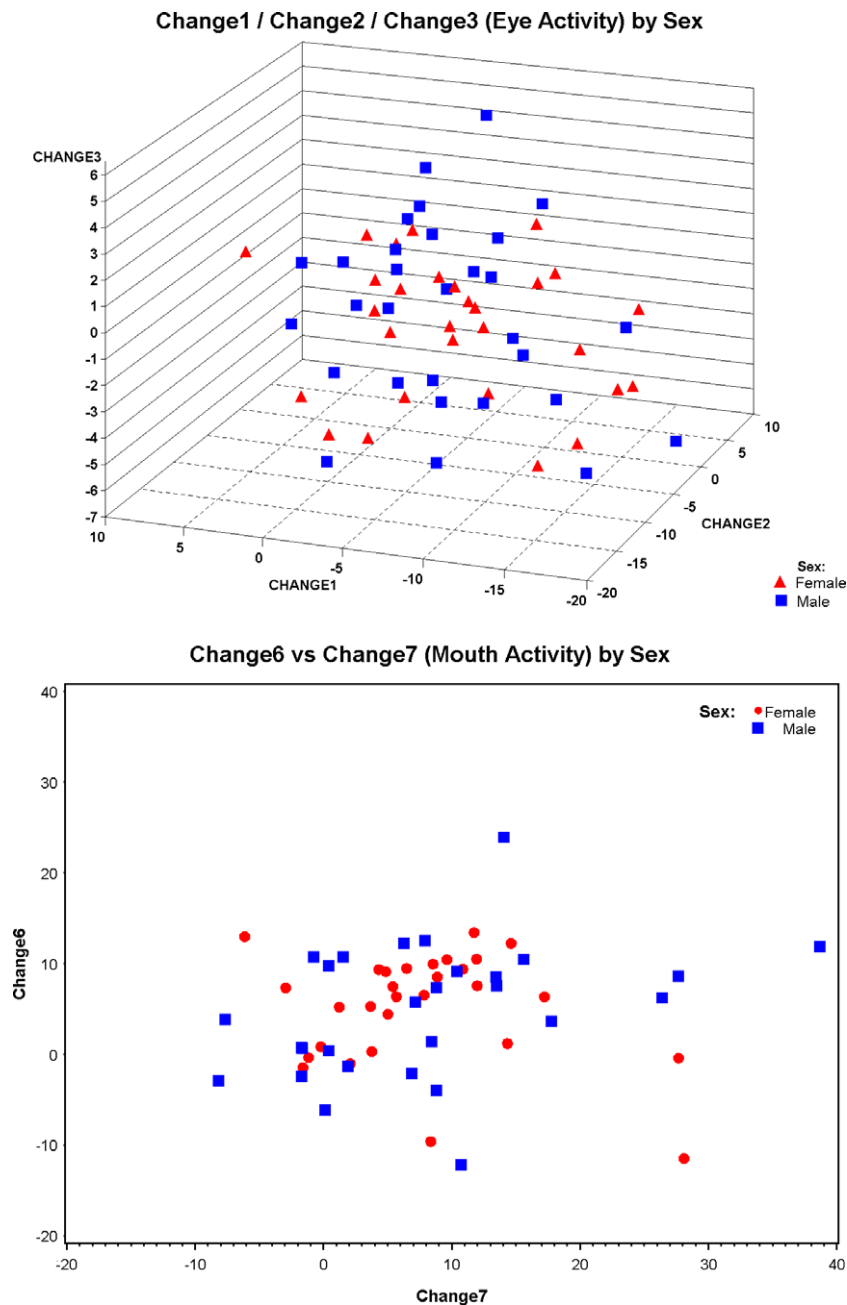 Change1 / Change2 / Change3 (Eye Activity) by Sex
CHANGE3
6
5
4
3
2
1
0
-1
-2
-3
-4
-5
-6
-7
10
5
0
-5
-10
-15
-20
CHANGE1
-20
-15
-10
-5
0
5
10
CHANGE2
Sex:
Female
Male
Change6 vs Change7 (Mouth Activity) by Sex
Sex: Female
Male
40
30
20
10
0
-10
-20
Change6
-20 -10 0 10 20 30 40
Change7